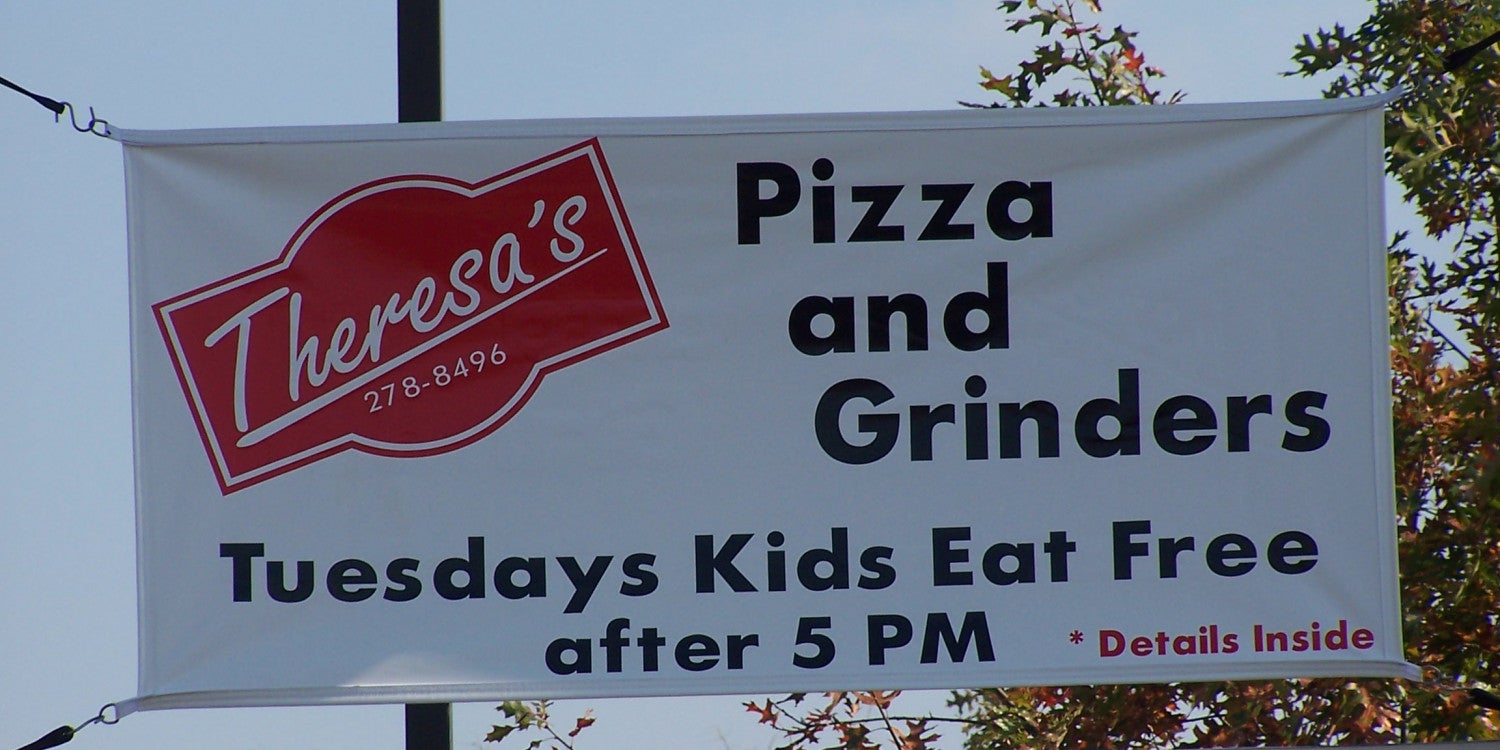 Theresa's
278-8496
Pizza
and
Grinders
Tuesdays Kids Eat Free
after 5 PM
* Details Inside